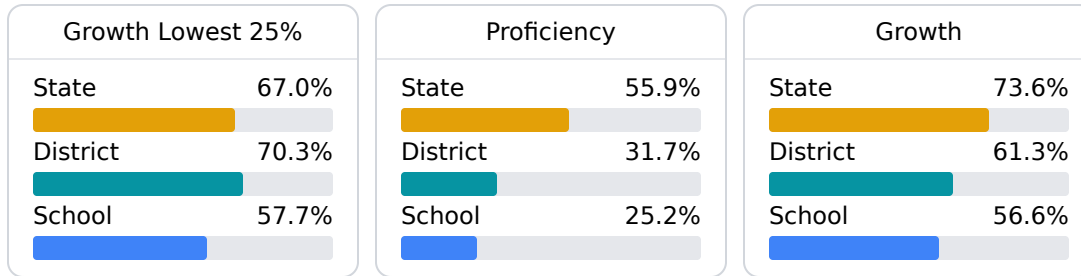 Growth Lowest 25%
State 67.0%
District 70.3%
School 57.7%
Proficiency
State 55.9%
District 31.7%
School 25.2%
Growth
State 73.6%
District 61.3%
School 56.6%